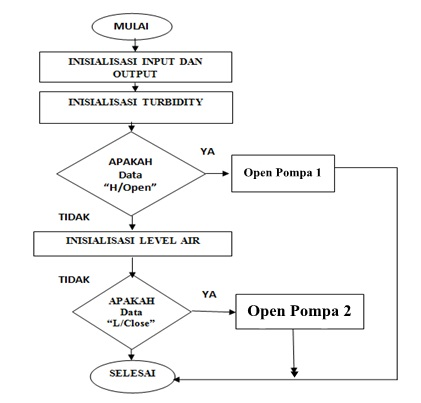 MULAI
INISIALISASI INPUT DAN
OUTPUT
INISIALISASI TURBIDITY
APAKAH
Data
“H/Open”
YA
Open Pompa 1
TIDAK
INISIALISASI LEVEL AIR
TIDAK
APAKAH
Data
“L/Close”
YA
Open Pompa 2
SELESAI